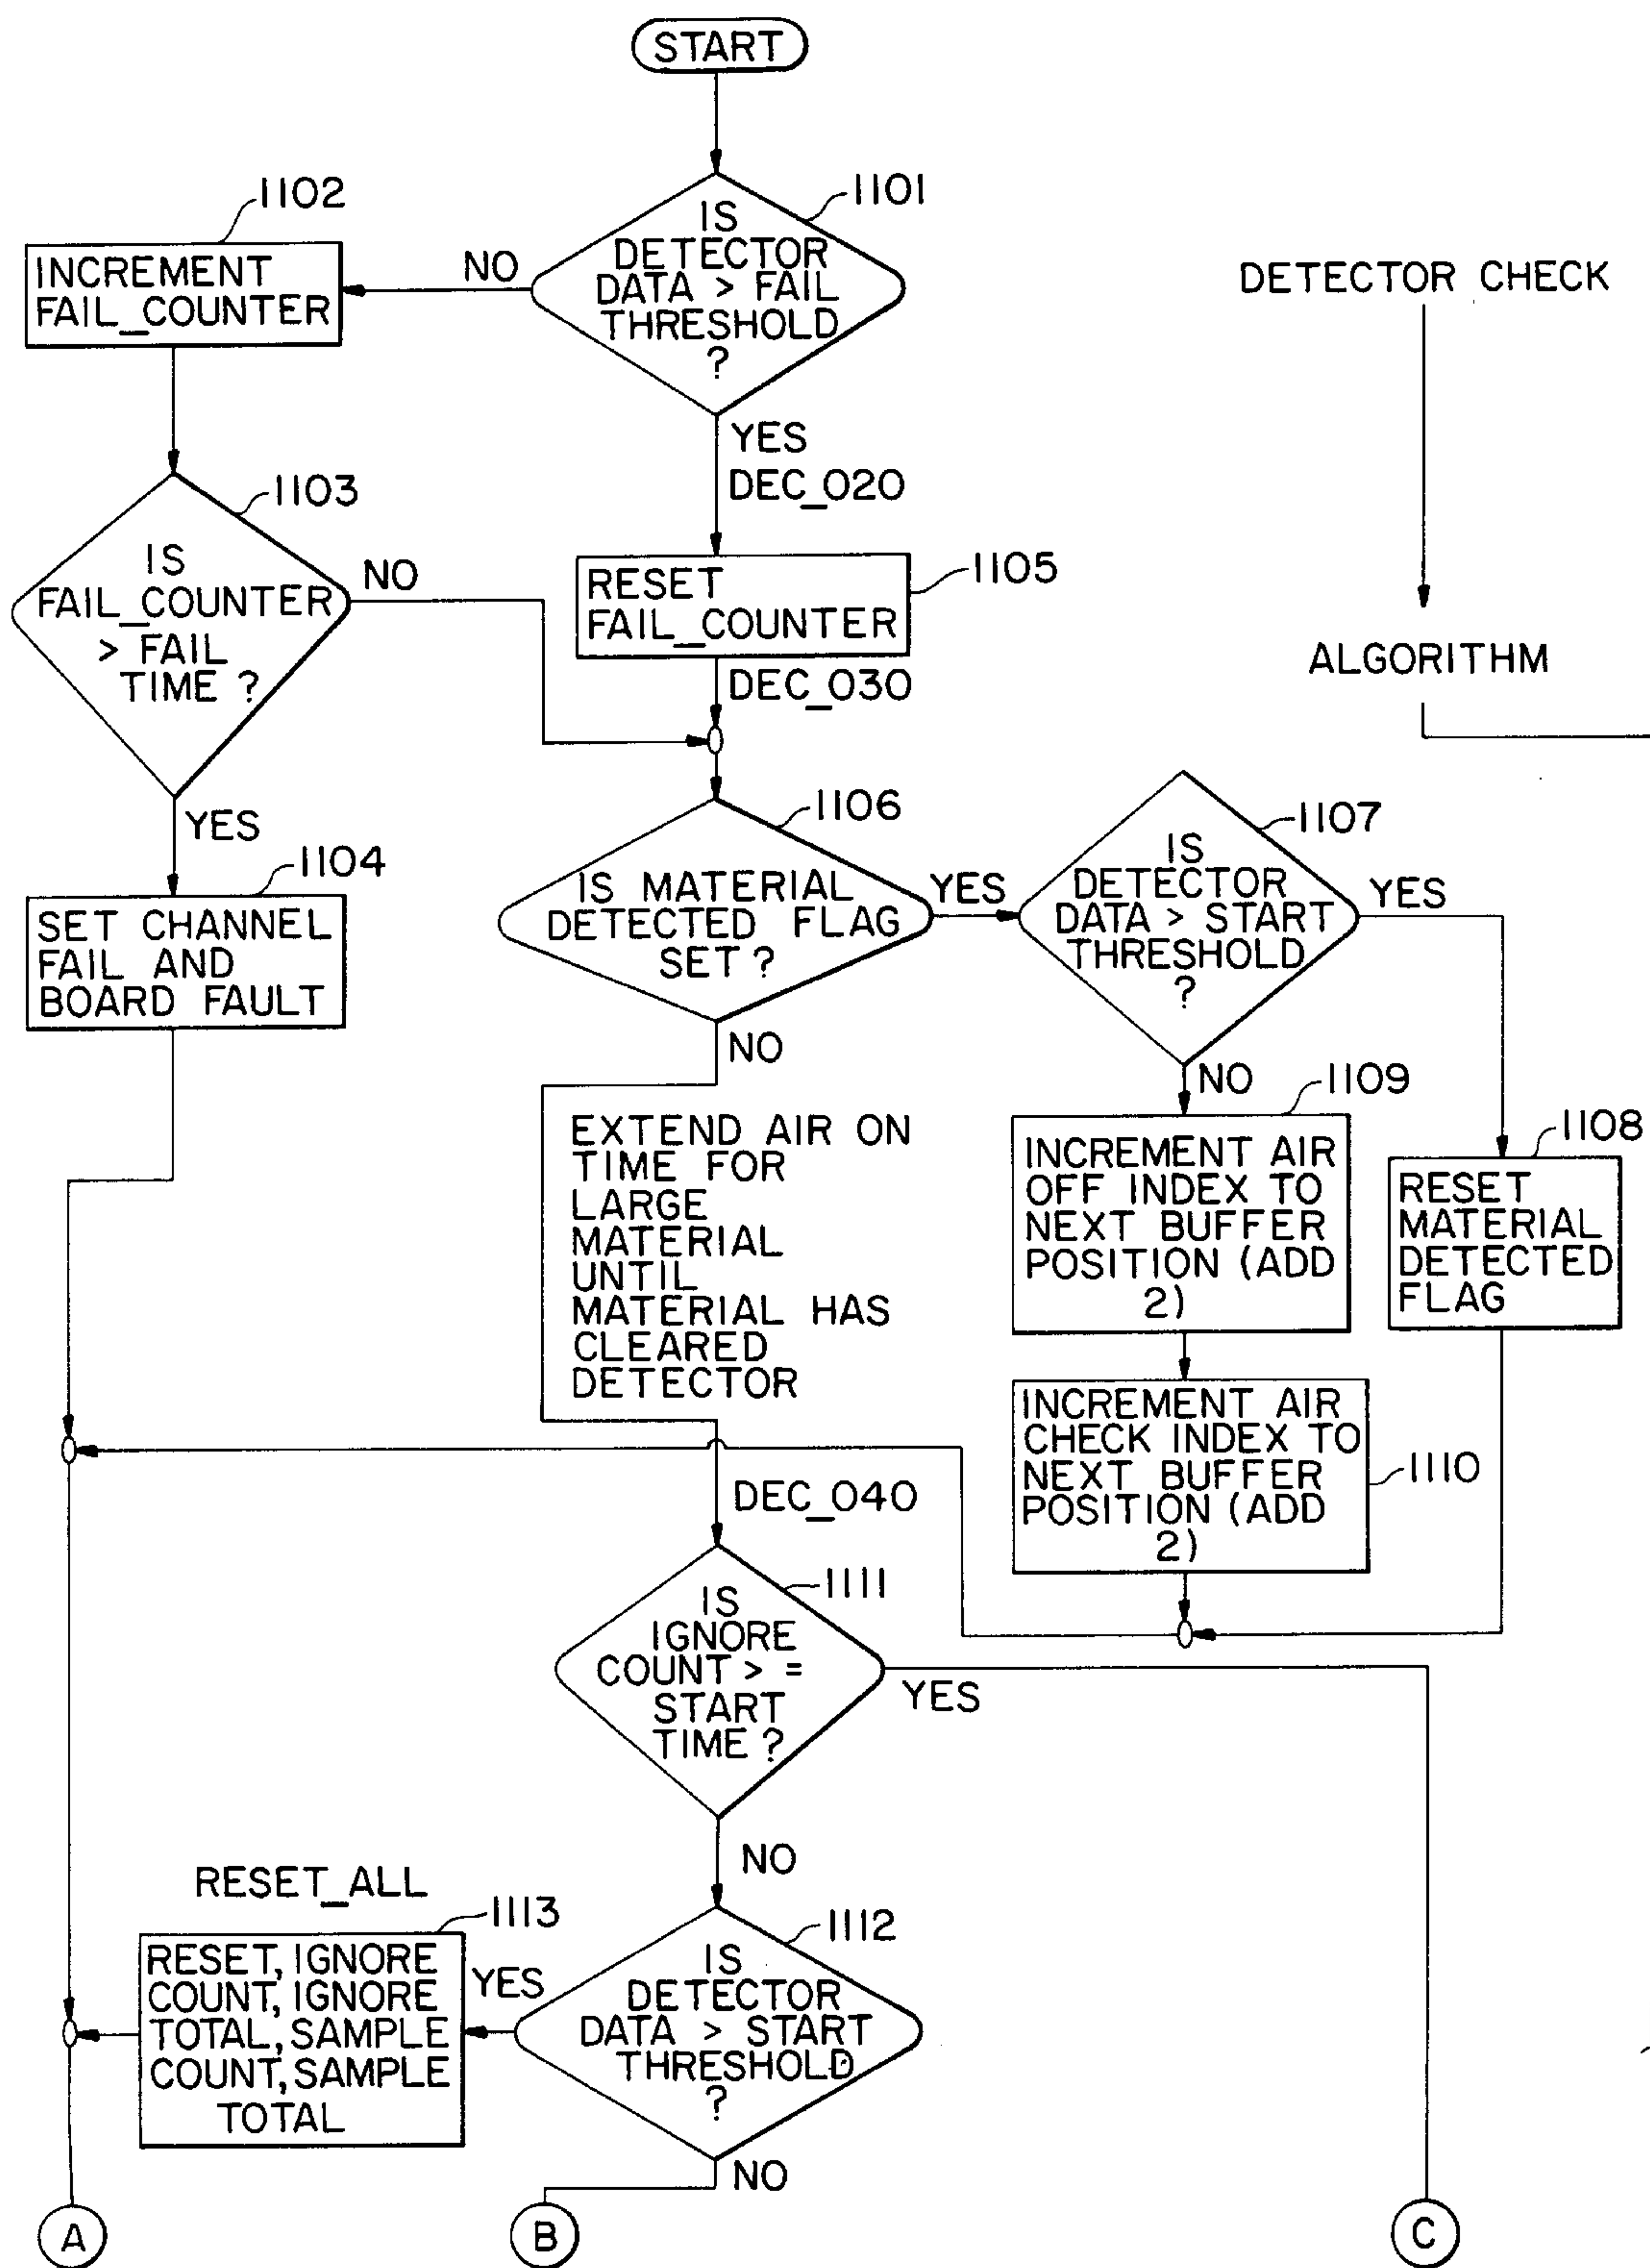 START
1101
IS
DETECTOR
DATA > FAIL
THRESHOLD
?
NO
1102
INCREMENT
FAIL_COUNTER
DETECTOR CHECK
YES
DEC_020
1103
IS
FAIL_COUNTER
> FAIL
TIME ?
NO
1105
RESET
FAIL_COUNTER
DEC_030
ALGORITHM
YES
1104
SET CHANNEL
FAIL AND
BOARD FAULT
1106
IS MATERIAL
DETECTED FLAG
SET ?
YES
1107
IS
DETECTOR
DATA > START
THRESHOLD
?
YES
NO
NO
1109
INCREMENT AIR
OFF INDEX TO
NEXT BUFFER
POSITION (ADD
2)
1108
RESET
MATERIAL
DETECTED
FLAG
EXTEND AIR ON
TIME FOR
LARGE
MATERIAL
UNTIL
MATERIAL HAS
CLEARED
DETECTOR
INCREMENT AIR
CHECK INDEX TO
NEXT BUFFER
POSITION (ADD
2)
1110
DEC_040
1111
IS
IGNORE
COUNT > =
START
TIME ?
YES
NO
RESET_ALL
1113
RESET, IGNORE
COUNT, IGNORE
TOTAL, SAMPLE
COUNT, SAMPLE
TOTAL
YES
1112
IS
DETECTOR
DATA > START
THRESHOLD
?
NO
A
B
C